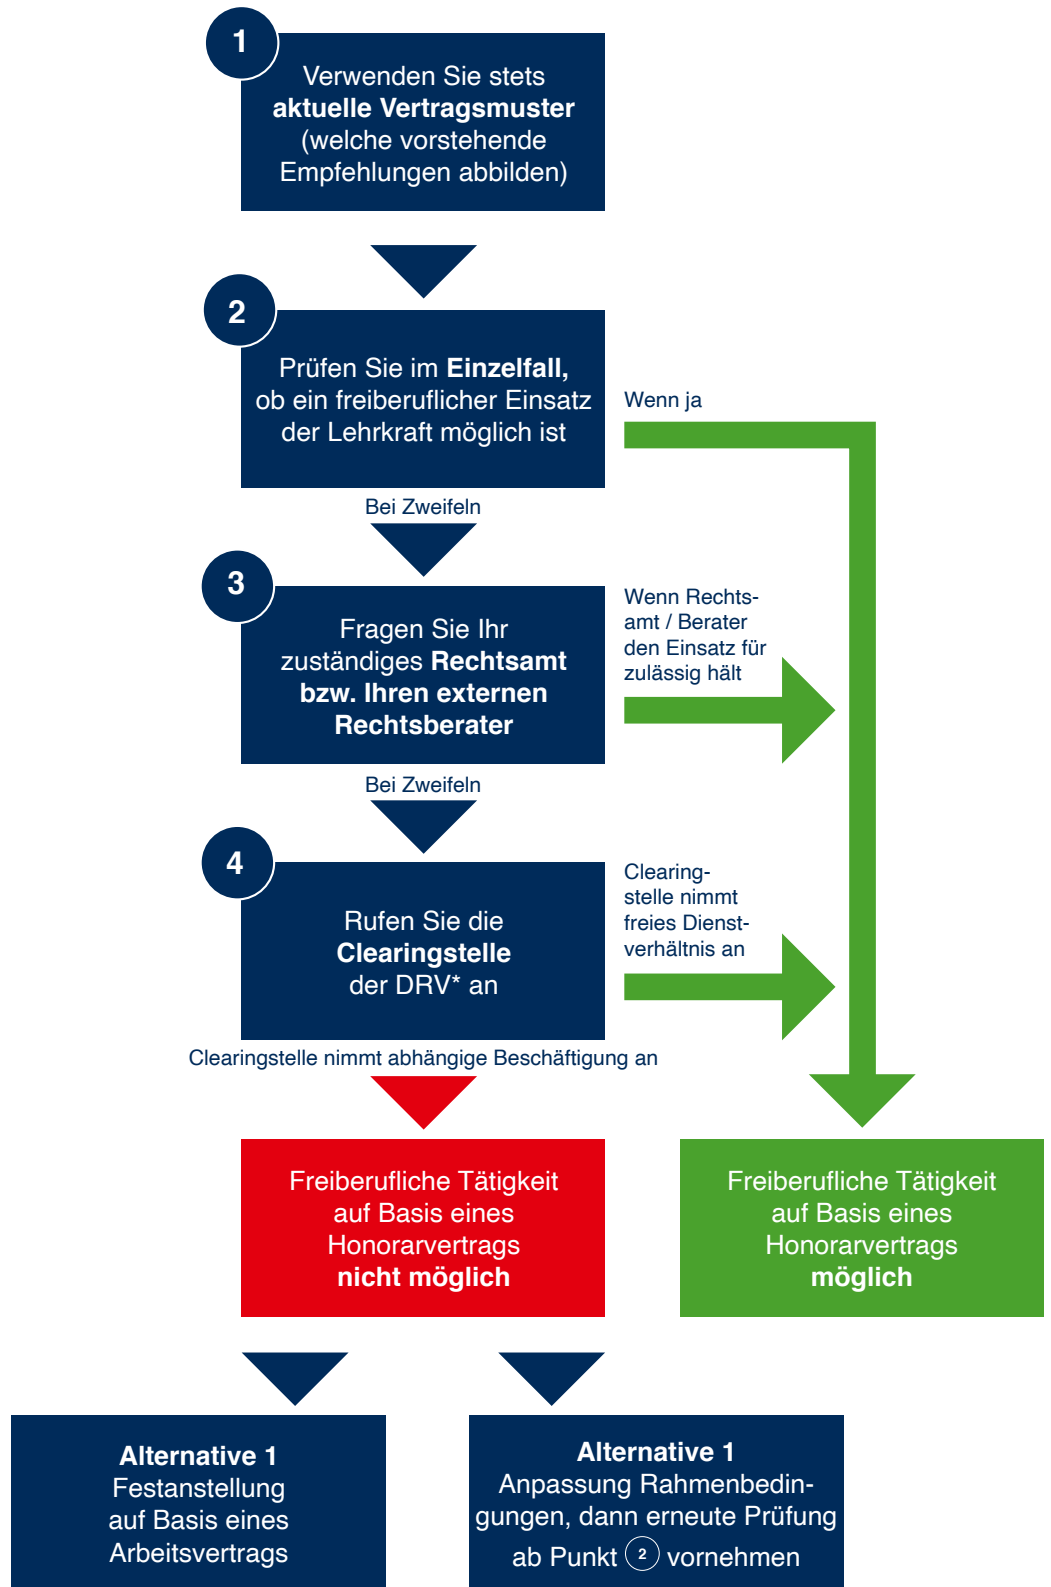 1
Verwenden Sie stets
aktuelle Vertragsmuster
(welche vorstehende
Empfehlungen abbilden)
2
Prüfen Sie im Einzelfall,
ob ein freiberuflicher Einsatz
der Lehrkraft möglich ist
Wenn ja
Bei Zweifeln
3
Fragen Sie Ihr
zuständiges Rechtsamt
bzw. Ihren externen
Rechtsberater
Wenn Rechts-
amt / Berater
den Einsatz für
zulässig hält
Bei Zweifeln
4
Rufen Sie die
Clearingstelle
der DRV* an
Clearing-
stelle nimmt
freies Dienst-
verhältnis an
Clearingstelle nimmt abhängige Beschäftigung an
Freiberufliche Tätigkeit
auf Basis eines
Honorarvertrags
nicht möglich
Freiberufliche Tätigkeit
auf Basis eines
Honorarvertrags
möglich
Alternative 1
Festanstellung
auf Basis eines
Arbeitsvertrags
Alternative 1
Anpassung Rahmenbedin-
gungen, dann erneute Prüfung
ab Punkt 2 vornehmen